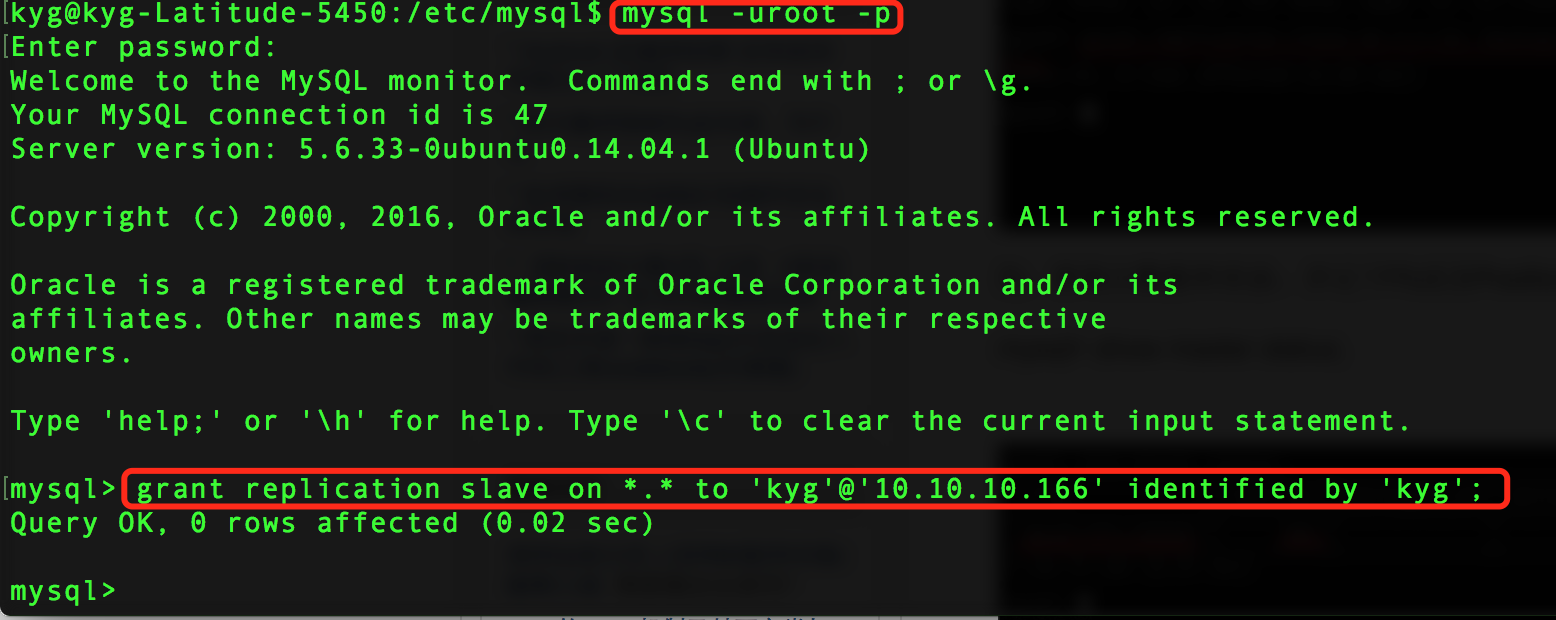 [kyg@kyg-Latitude-5450:/etc/mysql$ mysql -uroot -p
[Enter password:
Welcome to the MySQL monitor.  Commands end with ; or \g.
Your MySQL connection id is 47
Server version: 5.6.33-0ubuntu0.14.04.1 (Ubuntu)
Copyright (c) 2000, 2016, Oracle and/or its affiliates. All rights reserved.
Oracle is a registered trademark of Oracle Corporation and/or its
affiliates. Other names may be trademarks of their respective
owners.
Type 'help;' or '\h' for help. Type '\c' to clear the current input statement.
[mysql> grant replication slave on *.* to 'kyg'@'10.10.10.166' identified by 'kyg';
Query OK, 0 rows affected (0.02 sec)
mysql>